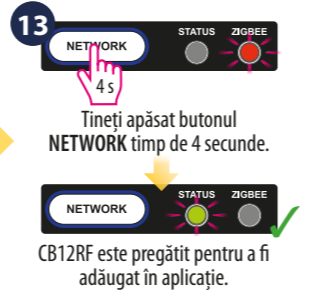 13
NETWORK
STATUS ZIGBEE
4 s
Tineți apăsat butonul
NETWORK timp de 4 secunde.
NETWORK
STATUS ZIGBEE
CB12RF este pregătit pentru a fi
adăugat în aplicație.